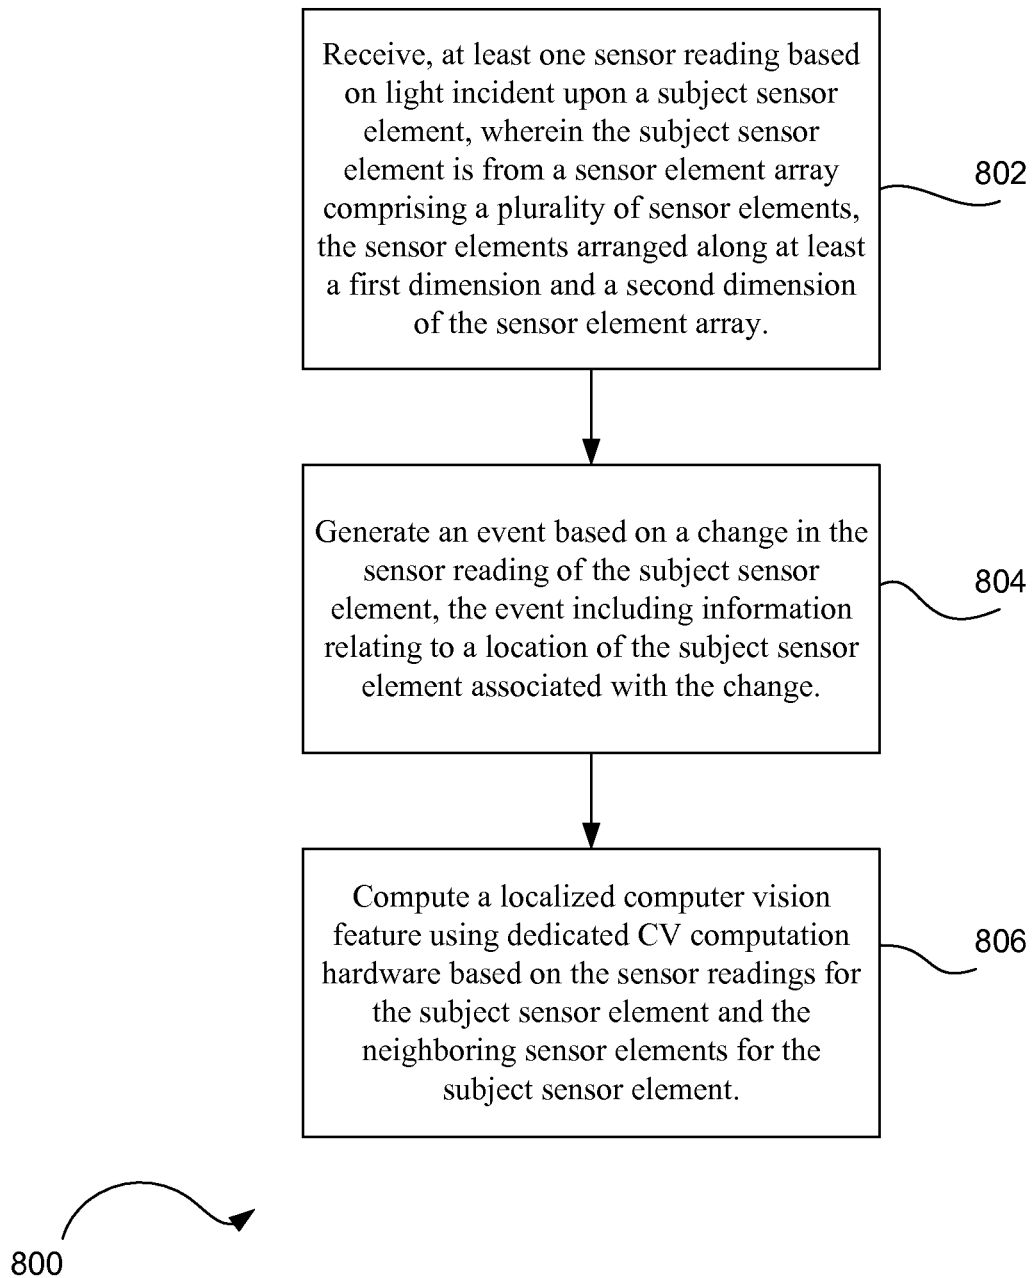 Receive, at least one sensor reading based
on light incident upon a subject sensor
element, wherein the subject sensor
element is from a sensor element array
comprising a plurality of sensor elements,
the sensor elements arranged along at least
a first dimension and a second dimension
of the sensor element array.
802
Generate an event based on a change in the
sensor reading of the subject sensor
element, the event including information
relating to a location of the subject sensor
element associated with the change.
804
Compute a localized computer vision
feature using dedicated CV computation
hardware based on the sensor readings for
the subject sensor element and the
neighboring sensor elements for the
subject sensor element.
806
800